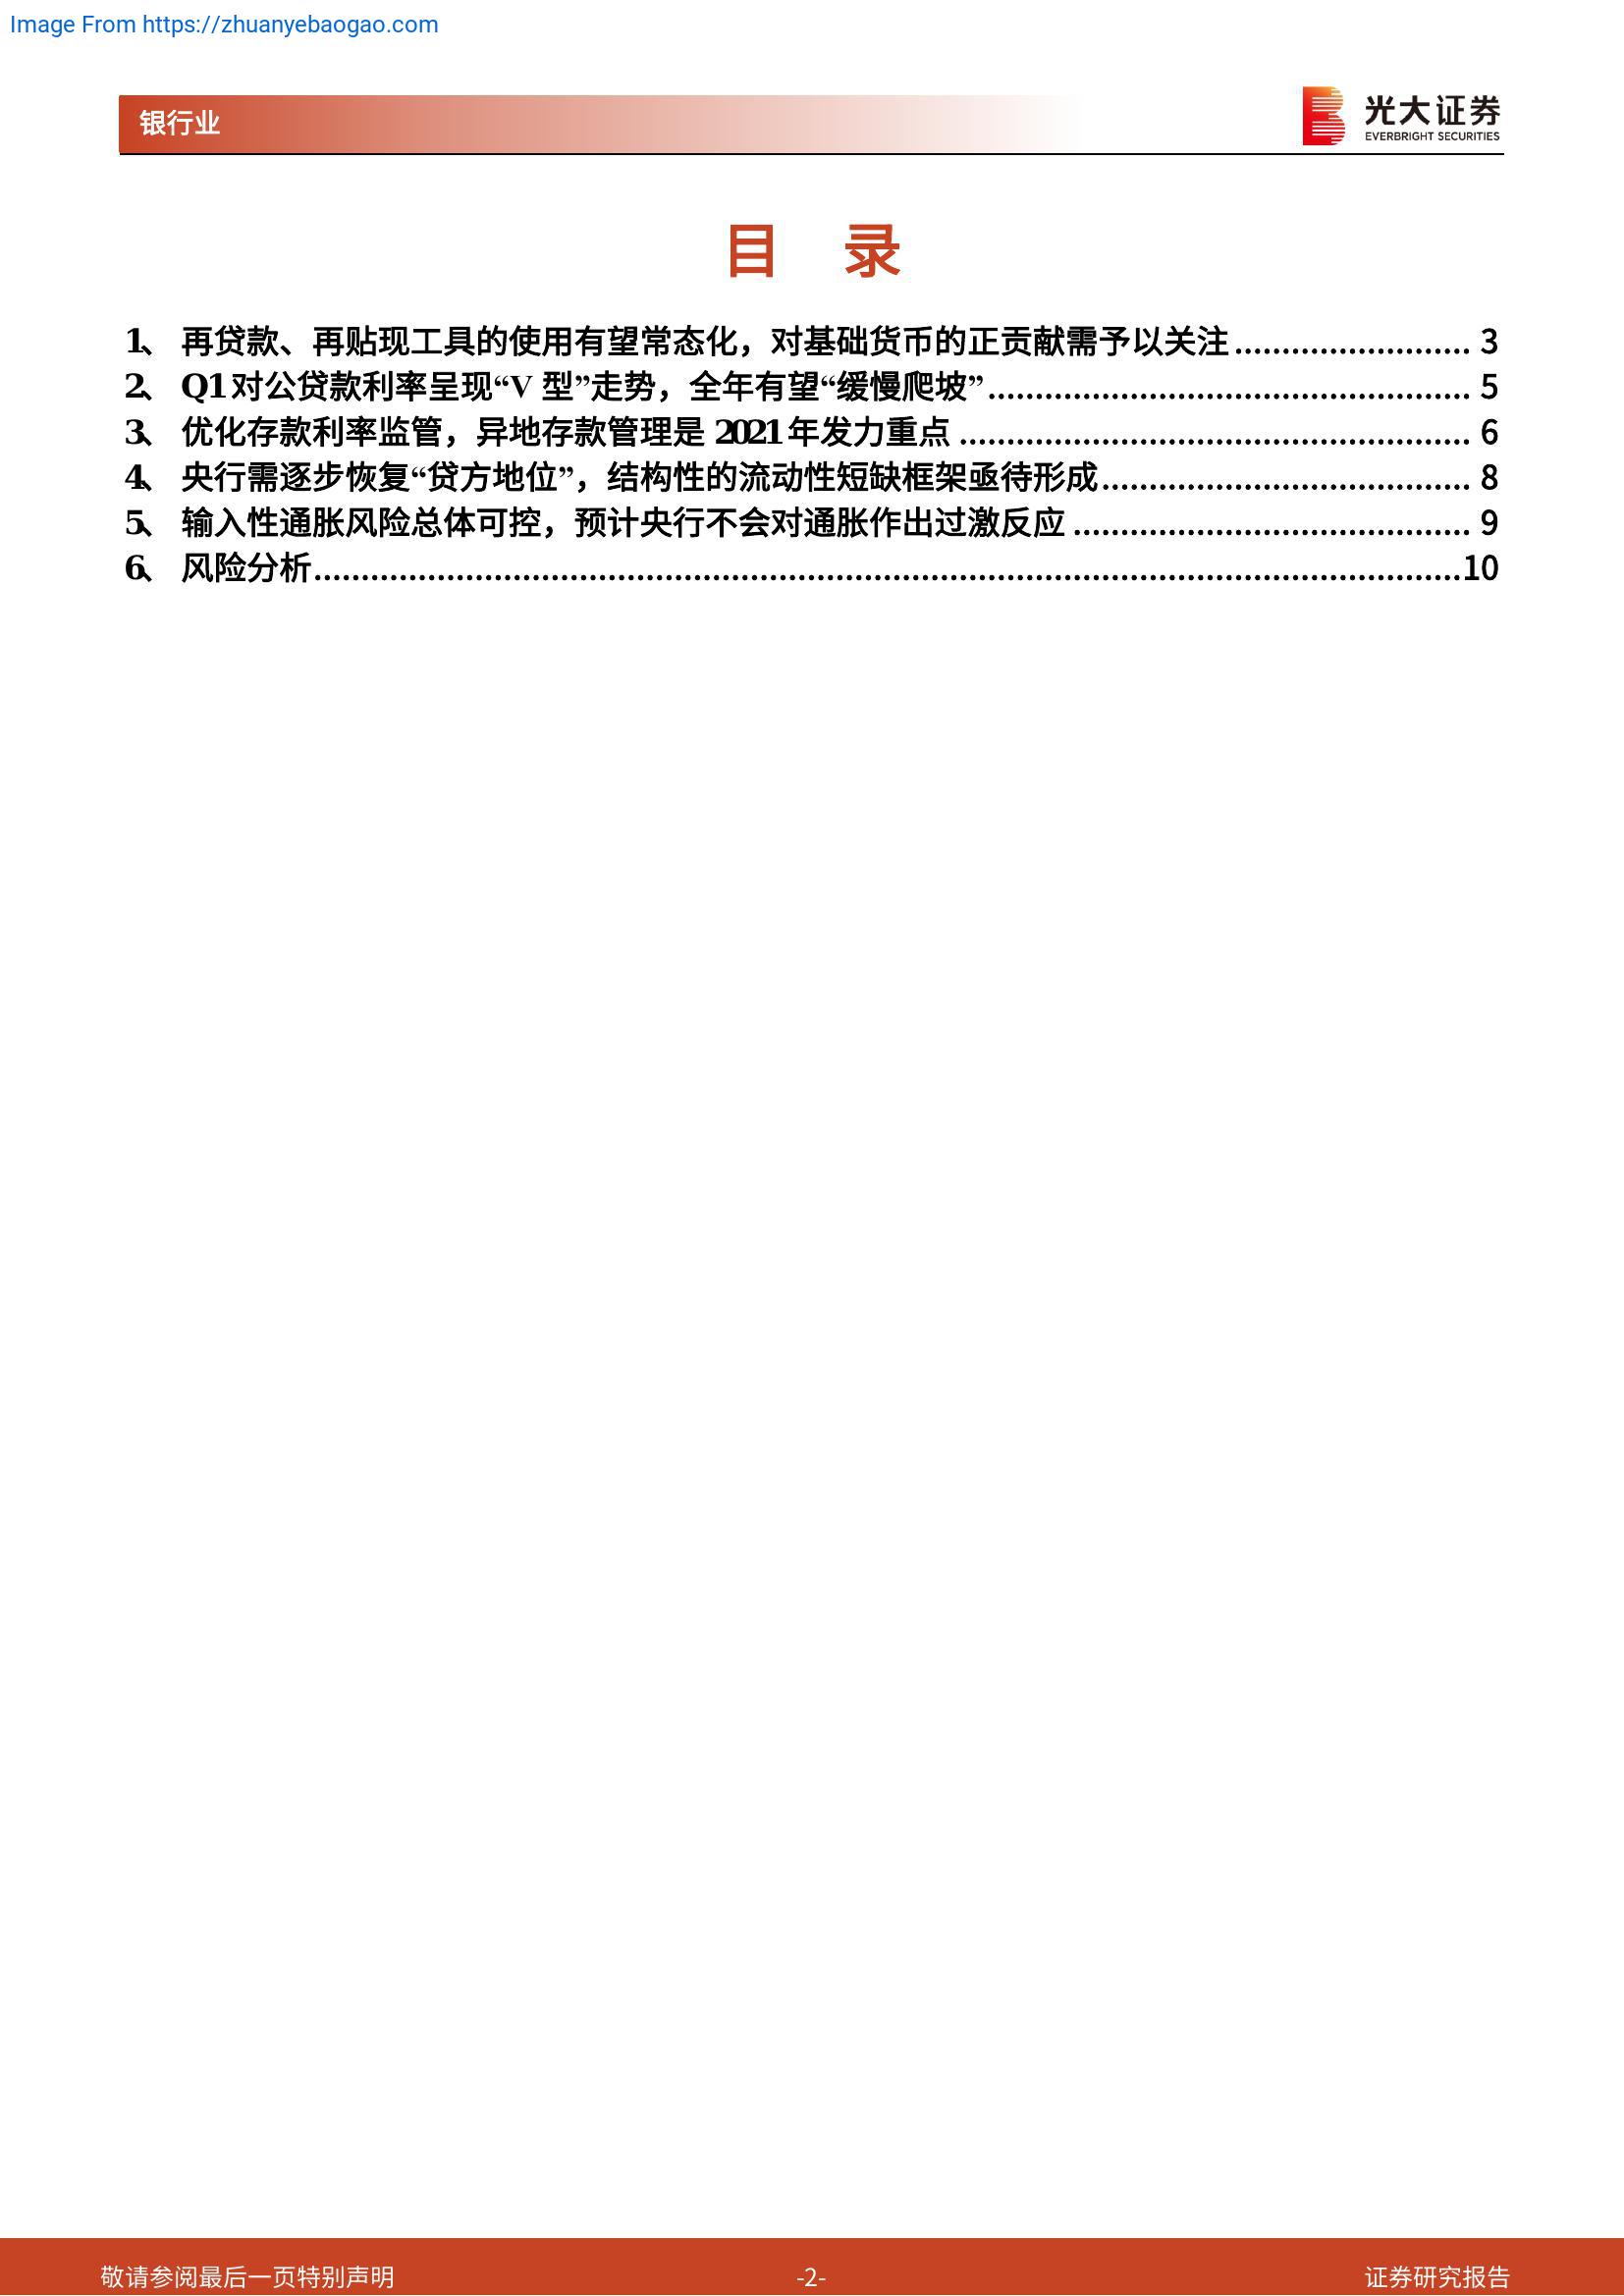 Image From https://zhuanyebaogao.com
银行业
光大证券
EVERBRIGHT SECURITIES
目 录
1、 再贷款、再贴现工具的使用有望常态化，对基础货币的正贡献需予以关注 ......................... 3
2、 Q1 对公贷款利率呈现“V 型”走势，全年有望“缓慢爬坡” ................................................... 5
3、 优化存款利率监管，异地存款管理是 2021 年发力重点 ...................................................... 6
4、 央行需逐步恢复“贷方地位”，结构性的流动性短缺框架亟待形成 ....................................... 8
5、 输入性通胀风险总体可控，预计央行不会对通胀作出过激反应 .......................................... 9
6、 风险分析 ......................................................................................................................... 10
敬请参阅最后一页特别声明 -2- 证券研究报告